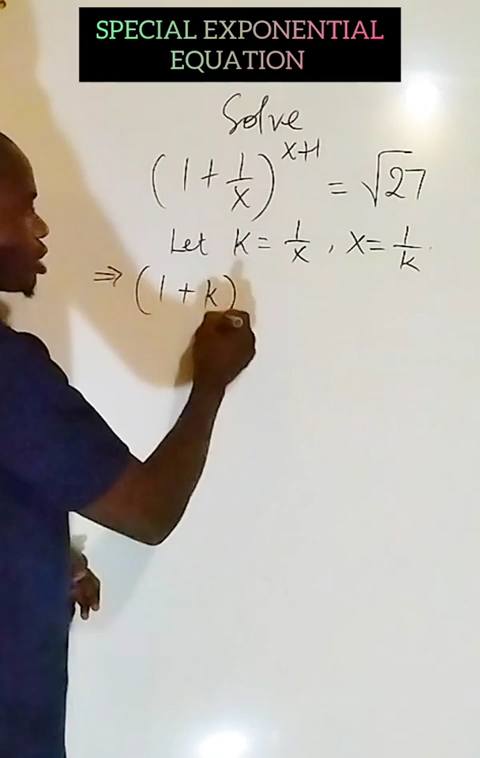 SPECIAL EXPONENTIAL
EQUATION
Solve
(1 + 1/x)^(x+1) = √27
Let k = 1/x , x = 1/k .
⇒ (1 + k)